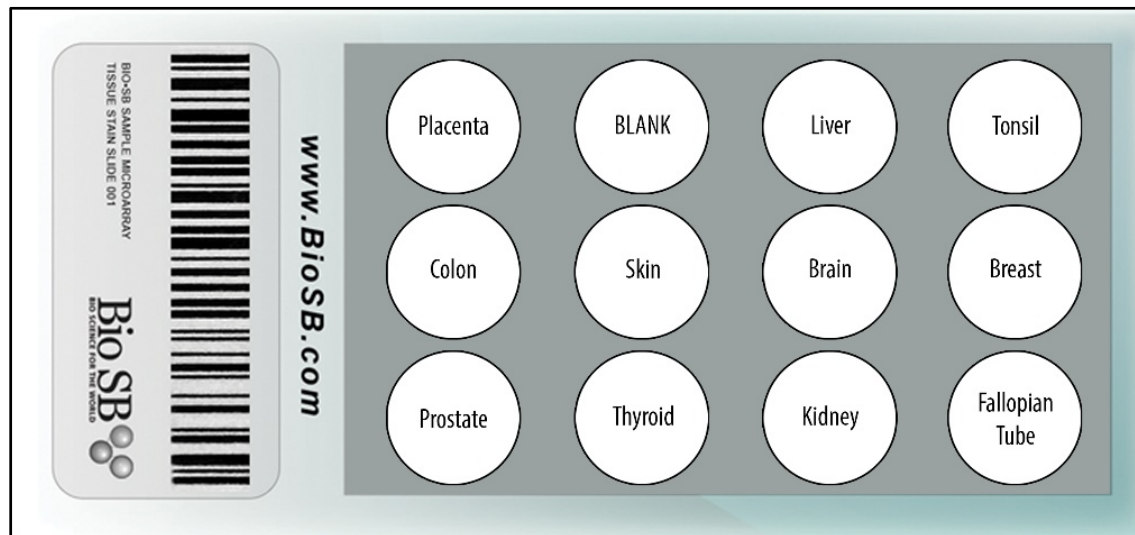 BIO-SB SAMPLE MICROARRAY
TISSUE STAIN SLIDE 001
Bio SB
BIO SCIENCE FOR THE WORLD
www.BioSB.com
Placenta
BLANK
Liver
Tonsil
Colon
Skin
Brain
Breast
Prostate
Thyroid
Kidney
Fallopian
Tube